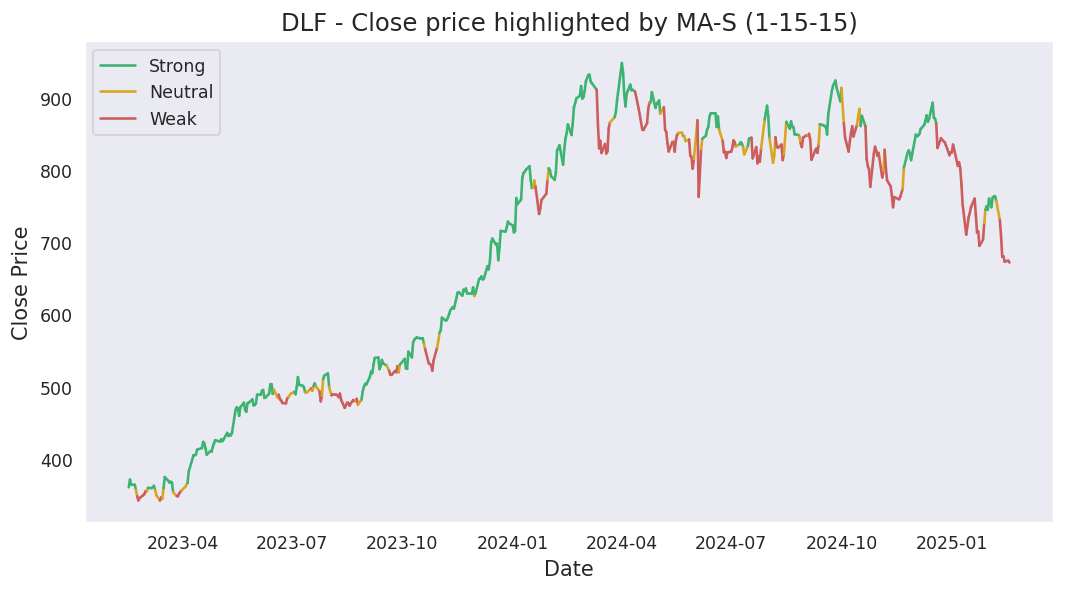 DLF - Close price highlighted by MA-S (1-15-15)
Strong
Neutral
Weak
Close Price
900
800
700
600
500
400
2023-04 2023-07 2023-10 2024-01 2024-04 2024-07 2024-10 2025-01
Date